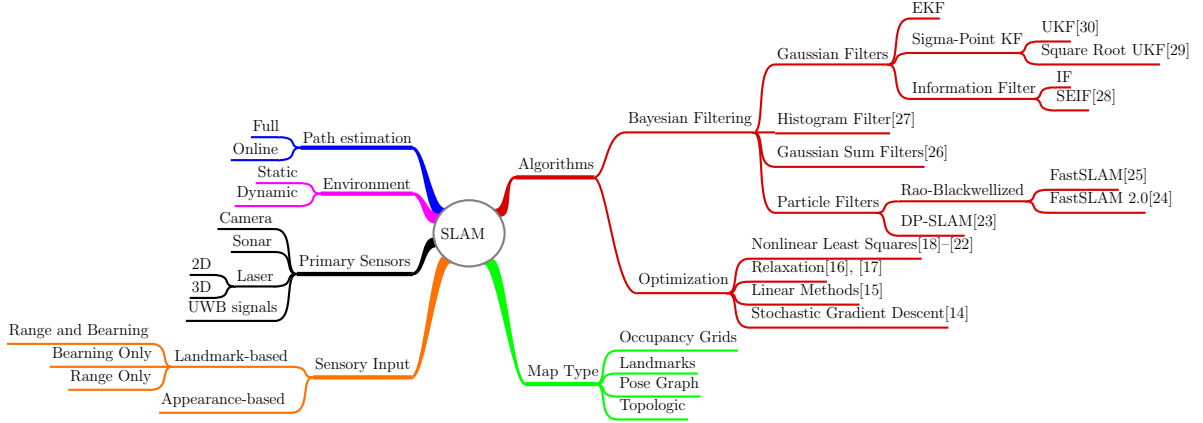 SLAM
Path estimation
Full
Online
Environment
Static
Dynamic
Primary Sensors
Camera
Sonar
Laser
2D
3D
UWB signals
Sensory Input
Landmark-based
Range and Bearning
Bearning Only
Range Only
Appearance-based
Algorithms
Bayesian Filtering
Gaussian Filters
EKF
Sigma-Point KF
UKF[30]
Square Root UKF[29]
Information Filter
IF
SEIF[28]
Histogram Filter[27]
Gaussian Sum Filters[26]
Particle Filters
Rao-Blackwellized
FastSLAM[25]
FastSLAM 2.0[24]
DP-SLAM[23]
Optimization
Nonlinear Least Squares[18]–[22]
Relaxation[16], [17]
Linear Methods[15]
Stochastic Gradient Descent[14]
Map Type
Occupancy Grids
Landmarks
Pose Graph
Topologic